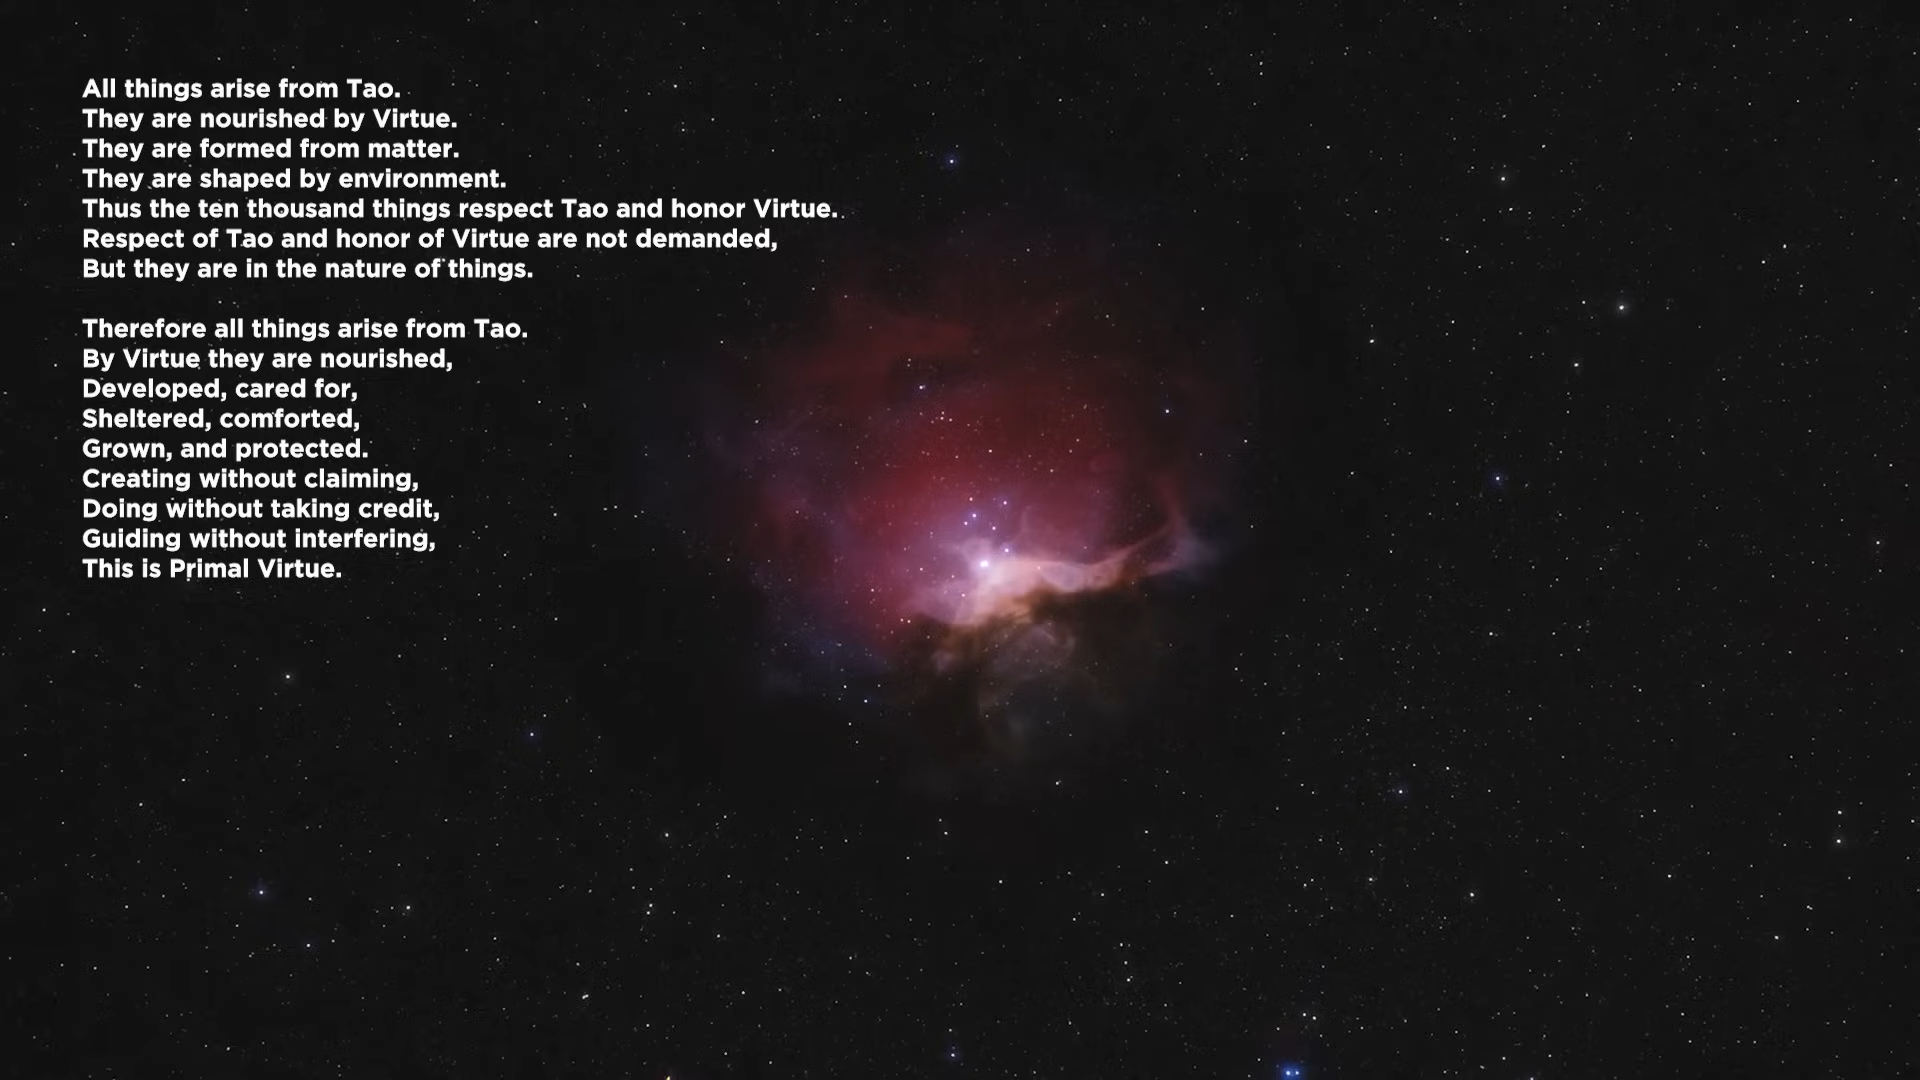 All things arise from Tao.
They are nourished by Virtue.
They are formed from matter.
They are shaped by environment.
Thus the ten thousand things respect Tao and honor Virtue.
Respect of Tao and honor of Virtue are not demanded,
But they are in the nature of things.

Therefore all things arise from Tao.
By Virtue they are nourished,
Developed, cared for,
Sheltered, comforted,
Grown, and protected.
Creating without claiming,
Doing without taking credit,
Guiding without interfering,
This is Primal Virtue.